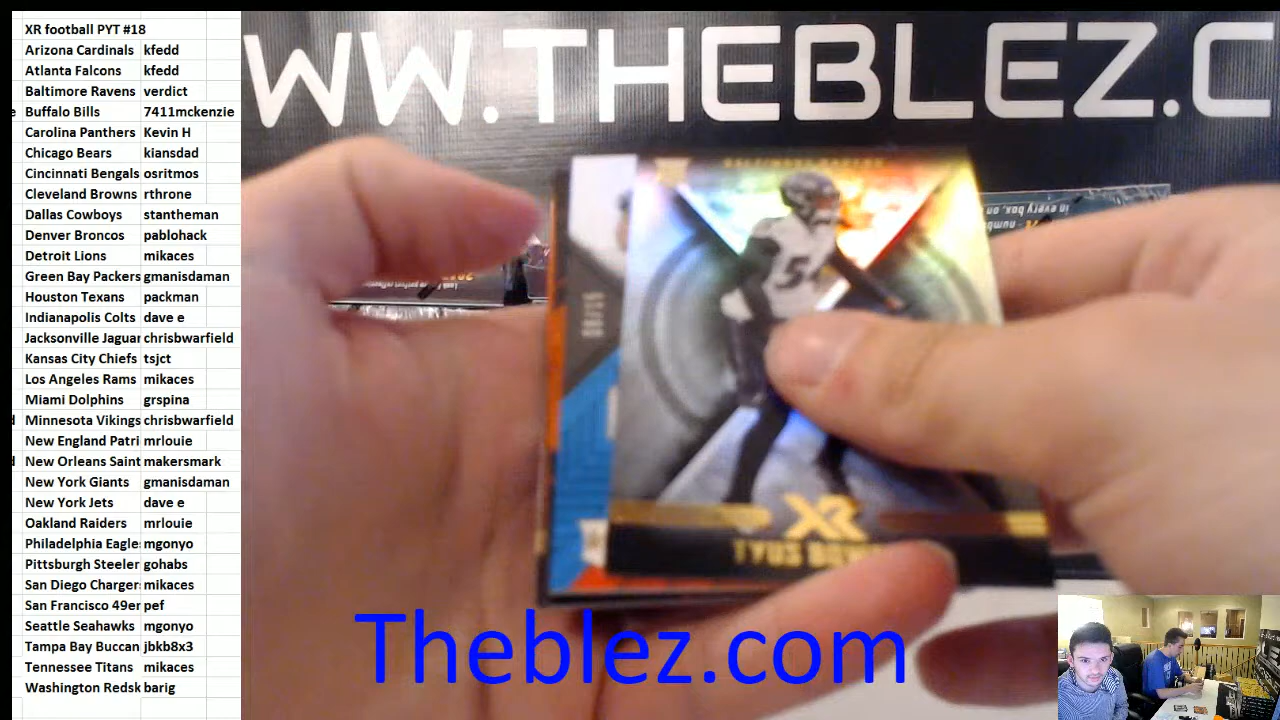 XR football PYT #18
Arizona Cardinals kfedd
Atlanta Falcons kfedd
Baltimore Ravens verdict
Buffalo Bills 7411mckenzie
Carolina Panthers Kevin H
Chicago Bears kiansdad
Cincinnati Bengals osritmos
Cleveland Browns rthrone
Dallas Cowboys stantheman
Denver Broncos pablohack
Detroit Lions mikaces
Green Bay Packers gmanisdaman
Houston Texans packman
Indianapolis Colts dave e
Jacksonville Jaguar chrisbwarfield
Kansas City Chiefs tsjct
Los Angeles Rams mikaces
Miami Dolphins grspina
Minnesota Vikings chrisbwarfield
New England Patri mrlouie
New Orleans Saint makersmark
New York Giants gmanisdaman
New York Jets dave e
Oakland Raiders mrlouie
Philadelphia Eagle mgonyo
Pittsburgh Steeler gohabs
San Diego Charger mikaces
San Francisco 49er pef
Seattle Seahawks mgonyo
Tampa Bay Buccan jbkb8x3
Tennessee Titans mikaces
Washington Redsk barig
WW.THEBLEZ.C
in every box, on
XR
TYUS
Theblez.com